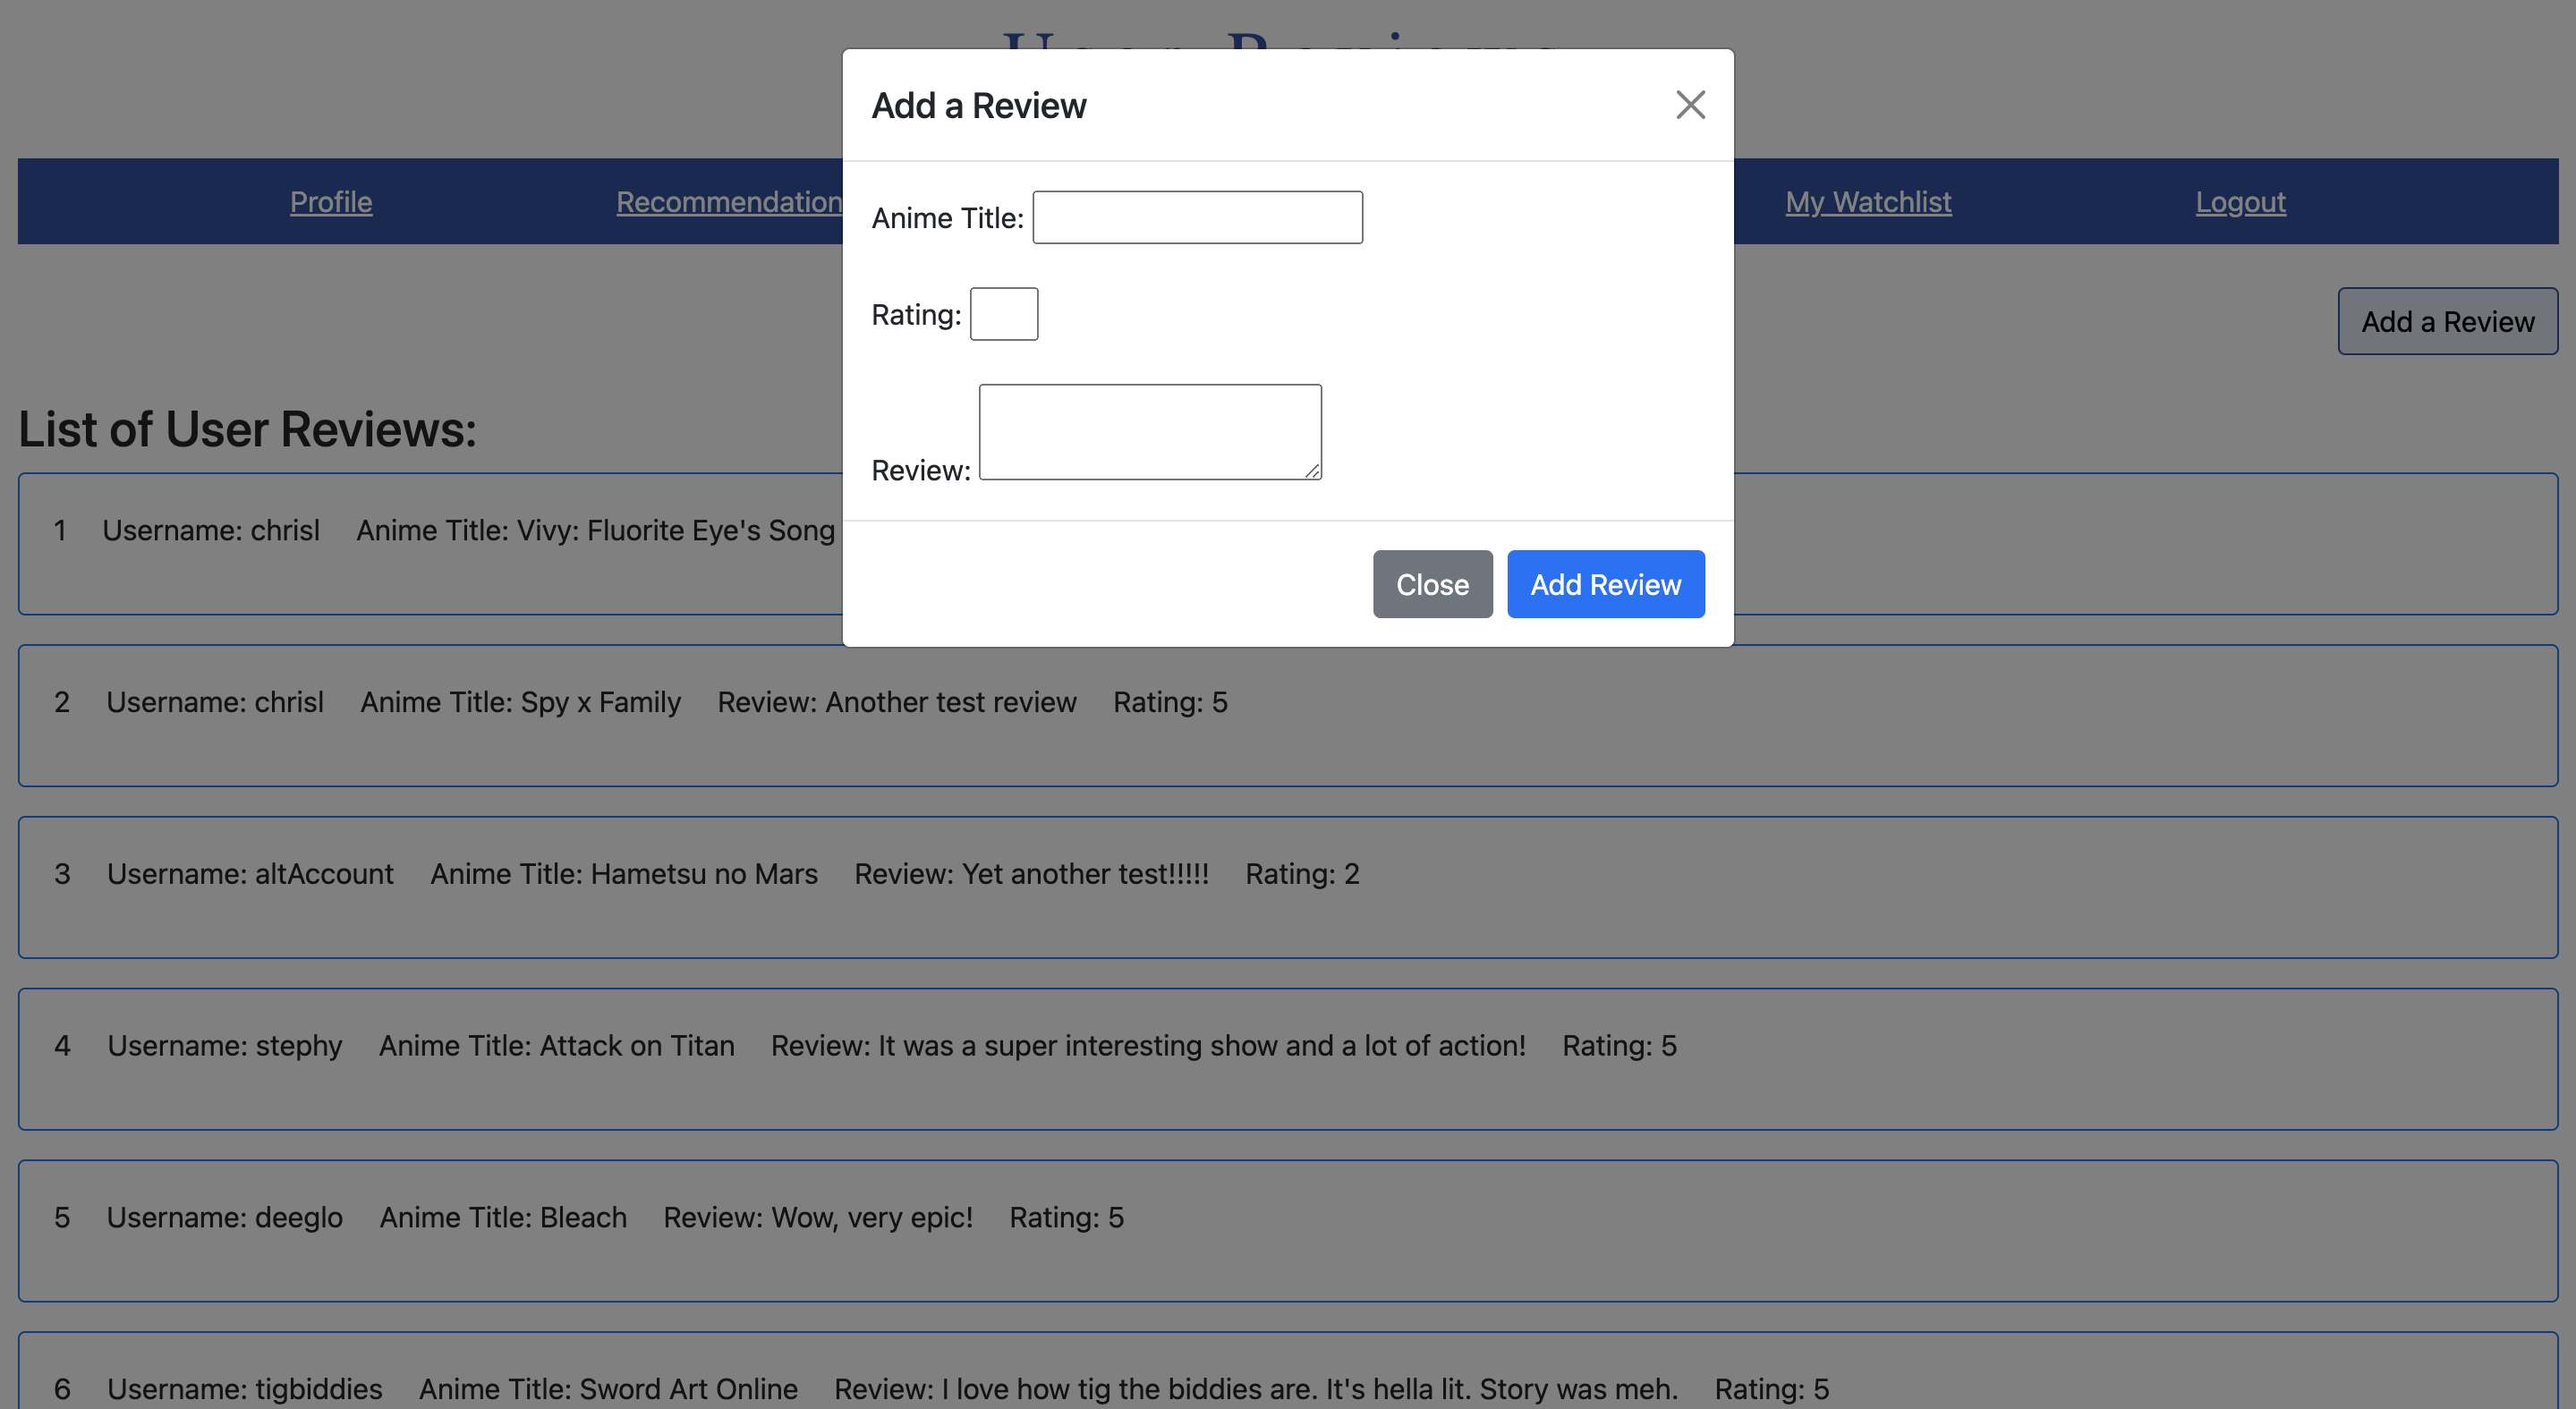 User Reviews
Add a Review
Profile Recommendation My Watchlist Logout
Anime Title:
Rating:
Add a Review
Review:
List of User Reviews:
1 Username: chrisl Anime Title: Vivy: Fluorite Eye's Song
Close Add Review
2 Username: chrisl Anime Title: Spy x Family Review: Another test review Rating: 5
3 Username: altAccount Anime Title: Hametsu no Mars Review: Yet another test!!!!! Rating: 2
4 Username: stephy Anime Title: Attack on Titan Review: It was a super interesting show and a lot of action! Rating: 5
5 Username: deeglo Anime Title: Bleach Review: Wow, very epic! Rating: 5
6 Username: tigbiddies Anime Title: Sword Art Online Review: I love how tig the biddies are. It's hella lit. Story was meh. Rating: 5